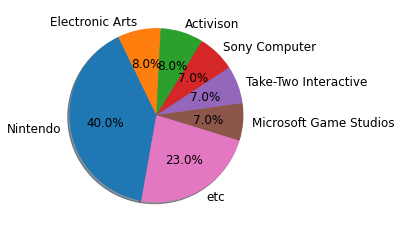 Electronic Arts
Activison
Sony Computer
Take-Two Interactive
Microsoft Game Studios
etc
Nintendo
8.0%
8.0%
7.0%
7.0%
7.0%
23.0%
40.0%